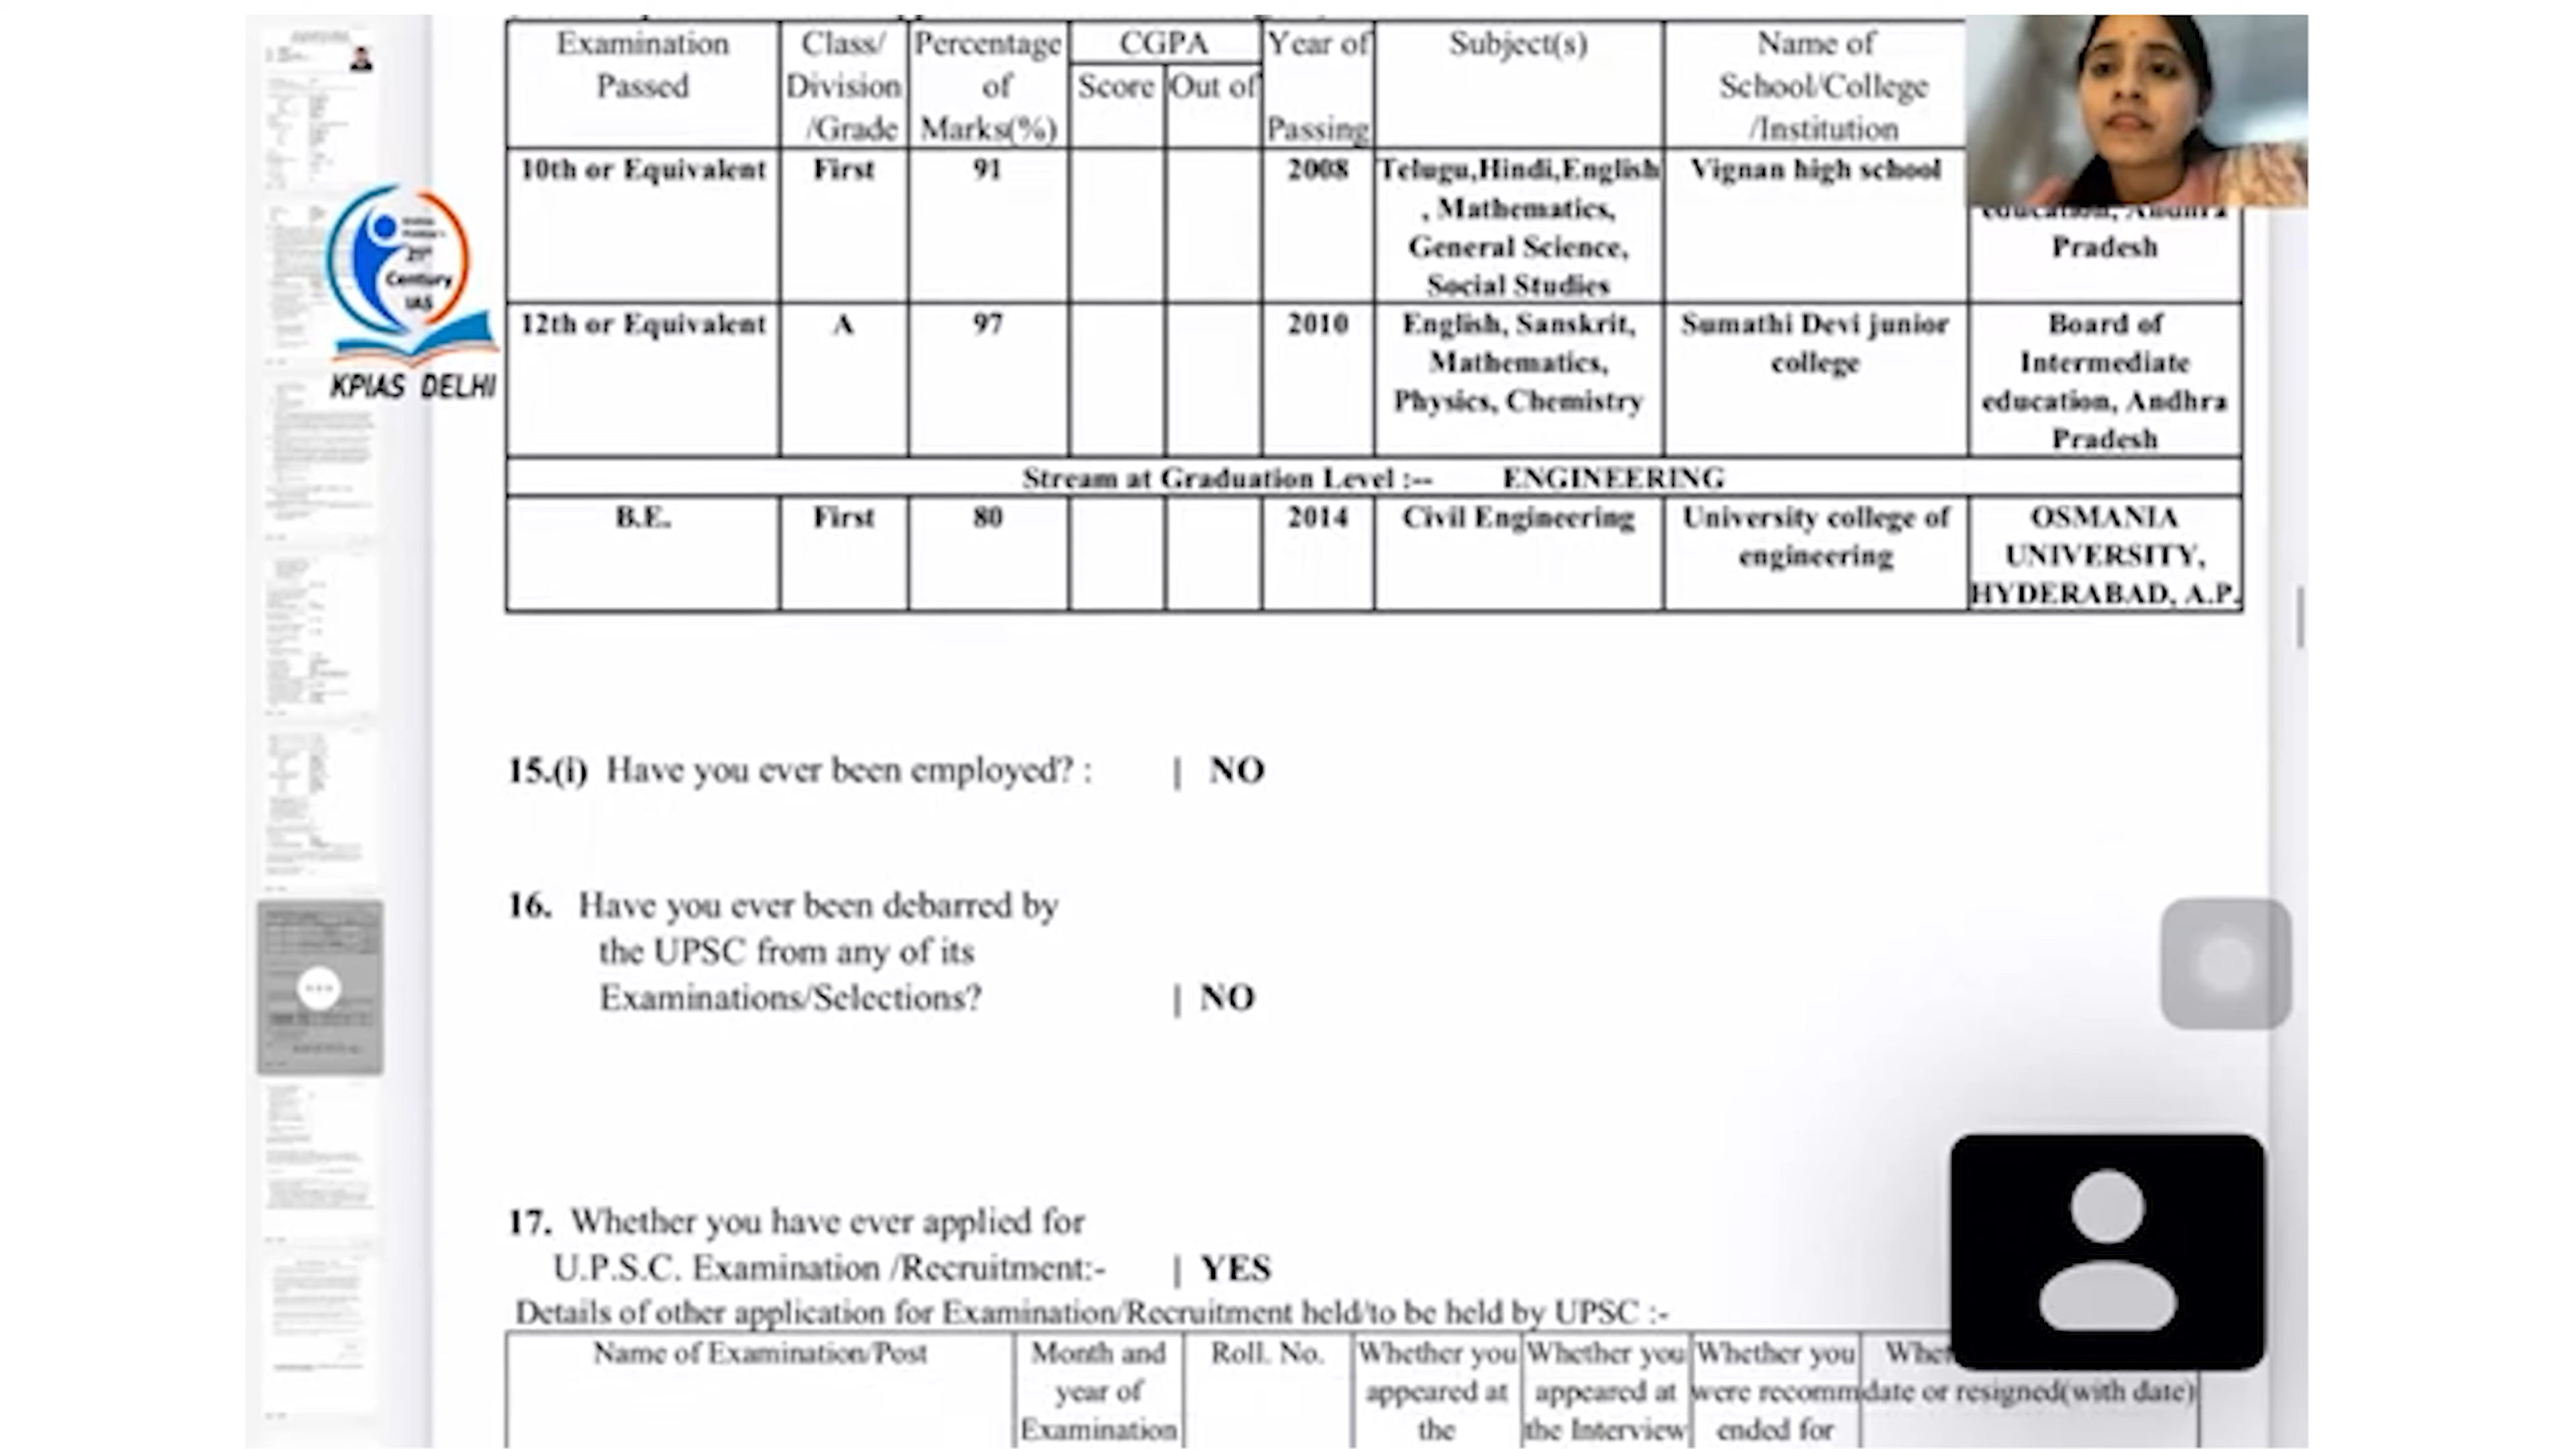 Examination Passed
Class/ Division /Grade
Percentage of Marks(%)
CGPA
Score
Out of
Year of Passing
Subject(s)
Name of School/College /Institution
10th or Equivalent
First
91
2008
Telugu,Hindi,English
, Mathematics,
General Science,
Social Studies
Vignan high school
education, Andhra
Pradesh
12th or Equivalent
A
97
2010
English, Sanskrit,
Mathematics,
Physics, Chemistry
Sumathi Devi junior
college
Board of
Intermediate
education, Andhra
Pradesh
Stream at Graduation Level :-- ENGINEERING
B.E.
First
80
2014
Civil Engineering
University college of
engineering
OSMANIA
UNIVERSITY,
HYDERABAD, A.P.
21st
Century
IAS
KPIAS DELHI
15.(i) Have you ever been employed? : | NO
16. Have you ever been debarred by
the UPSC from any of its
Examinations/Selections? | NO
17. Whether you have ever applied for
U.P.S.C. Examination /Recruitment:- | YES
Details of other application for Examination/Recruitment held/to be held by UPSC :-
Name of Examination/Post
Month and
year of
Examination
Roll. No.
Whether you
appeared at
the
Whether you
appeared at
the Interview
Whether you
were recomm
ended for
date or resigned(with date)